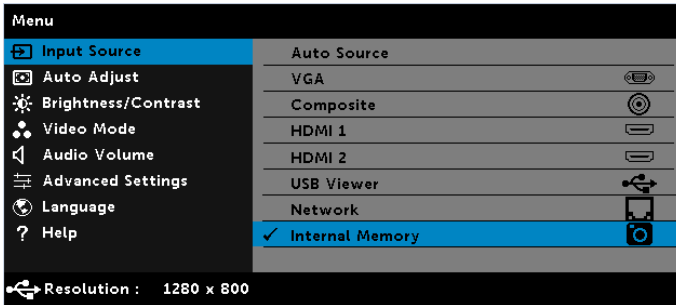 Menu
Input Source
Auto Adjust
Brightness/Contrast
Video Mode
Audio Volume
Advanced Settings
Language
? Help
Auto Source
VGA
Composite
HDMI 1
HDMI 2
USB Viewer
Network
✓ Internal Memory
Resolution : 1280 x 800